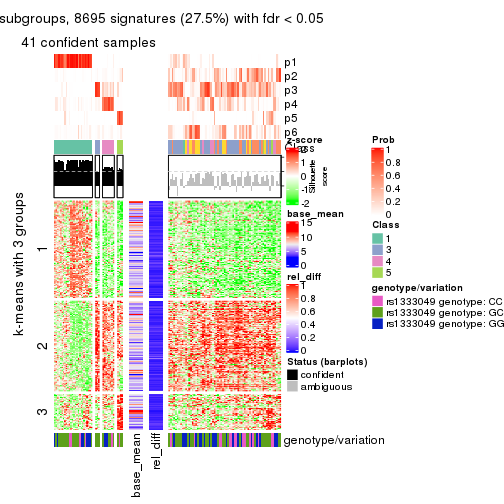 subgroups, 8695 signatures (27.5%) with fdr < 0.05
41 confident samples
p1
p2
p3
p4
p5
p6
Class
Silhouette
score
k-means with 3 groups
1
2
3
genotype/variation
base_mean
rel_diff
z-score
2
0
-2
base_mean
15
10
5
0
rel_diff
1
0.8
0.6
0.4
0.2
0
Status (barplots)
confident
ambiguous
Prob
1
0.8
0.6
0.4
0.2
0
Class
1
3
4
5
genotype/variation
rs1333049 genotype: CC
rs1333049 genotype: GC
rs1333049 genotype: GG